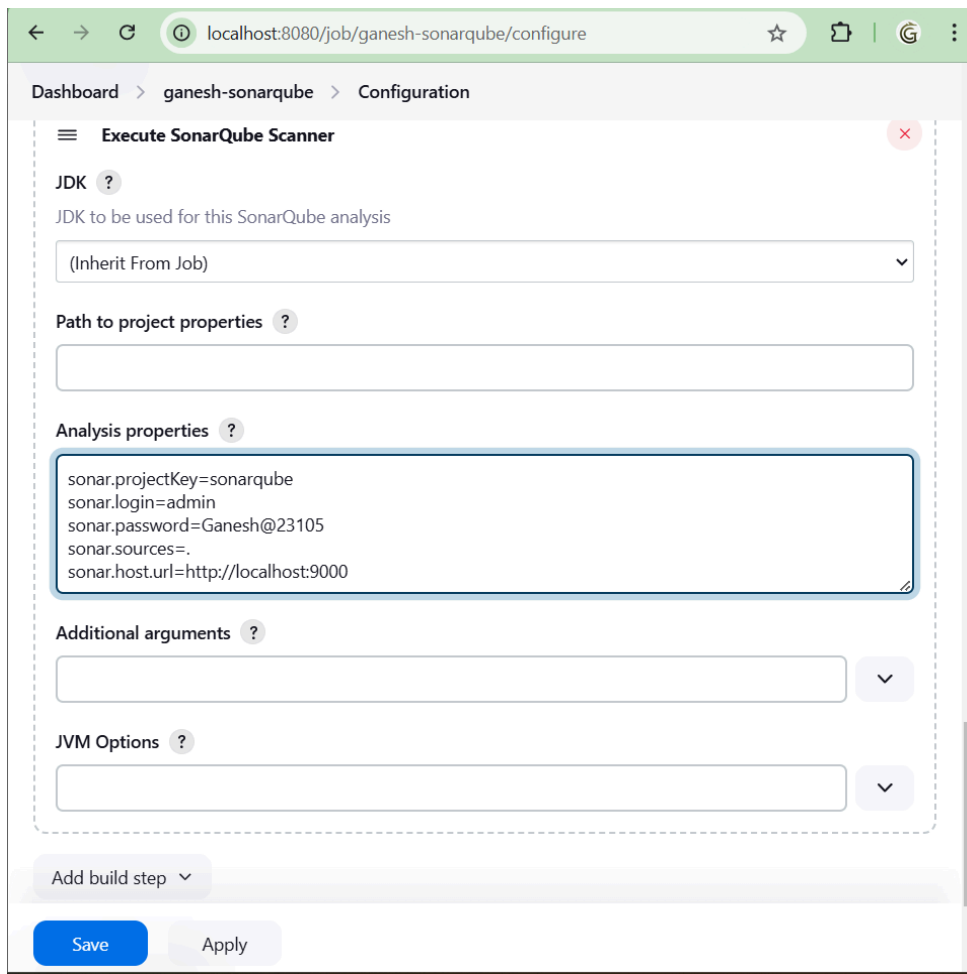 localhost:8080/job/ganesh-sonarqube/configure
Dashboard > ganesh-sonarqube > Configuration
Execute SonarQube Scanner
JDK ?
JDK to be used for this SonarQube analysis
(Inherit From Job)
Path to project properties ?
Analysis properties ?
sonar.projectKey=sonarqube
sonar.login=admin
sonar.password=Ganesh@23105
sonar.sources=.
sonar.host.url=http://localhost:9000
Additional arguments ?
JVM Options ?
Add build step
Save Apply